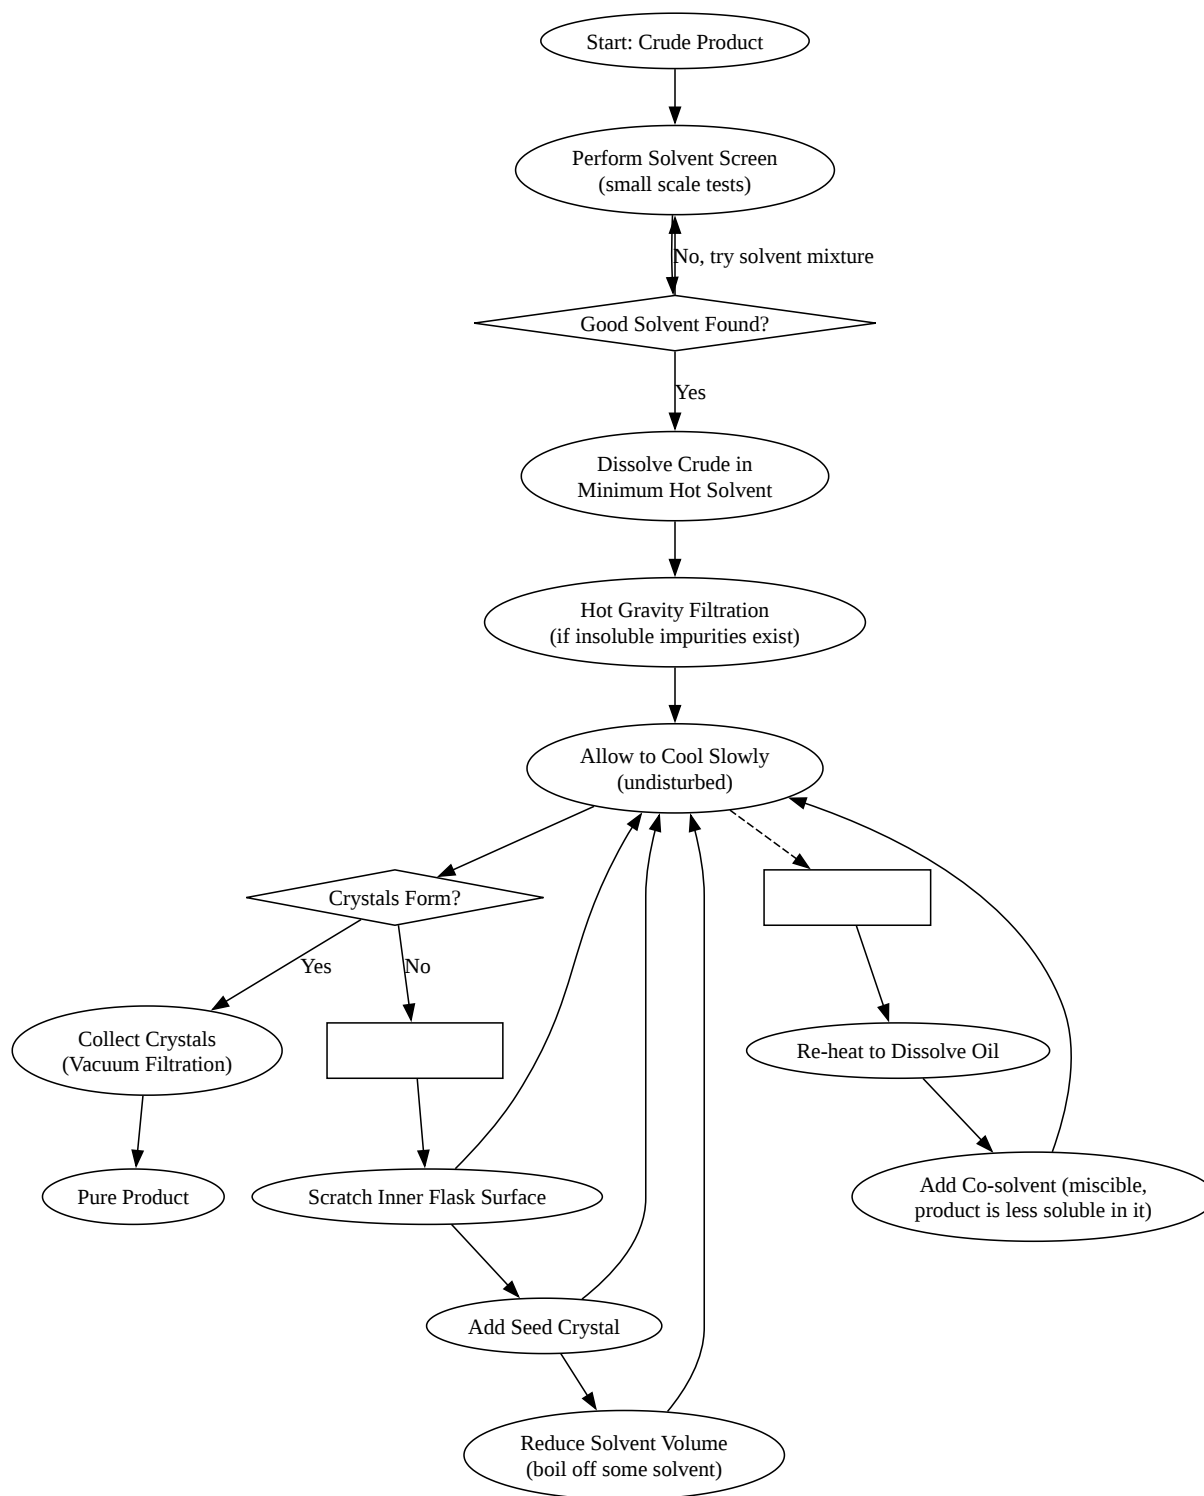 Start: Crude Product
Perform Solvent Screen
(small scale tests)
No, try solvent mixture
Good Solvent Found?
Yes
Dissolve Crude in
Minimum Hot Solvent
Hot Gravity Filtration
(if insoluble impurities exist)
Allow to Cool Slowly
(undisturbed)
Crystals Form?
Yes
No
Collect Crystals
(Vacuum Filtration)
Re-heat to Dissolve Oil
Pure Product
Scratch Inner Flask Surface
Add Co-solvent (miscible,
product is less soluble in it)
Add Seed Crystal
Reduce Solvent Volume
(boil off some solvent)